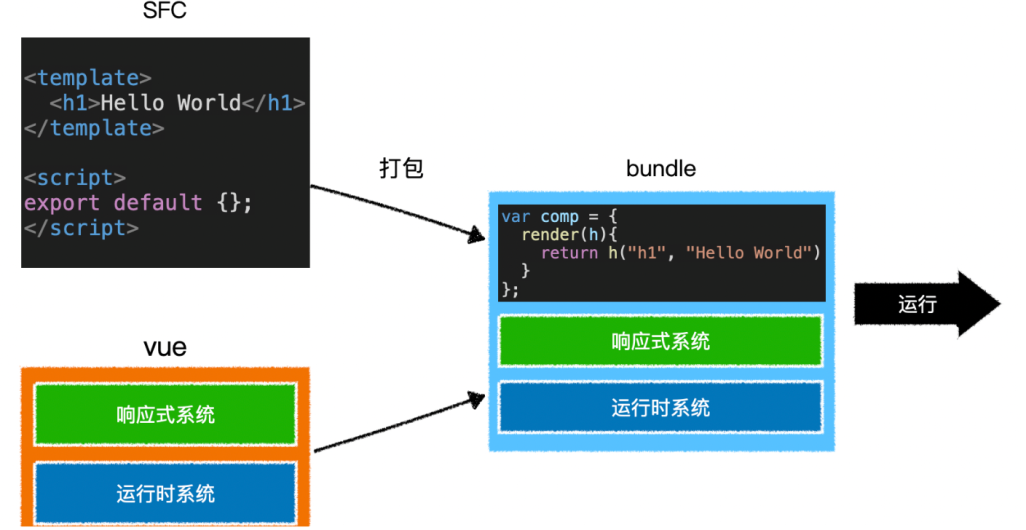 SFC
<template>
  <h1>Hello World</h1>
</template>
<script>
export default {};
</script>
打包
bundle
var comp = {
  render(h){
    return h("h1", "Hello World")
  }
};
响应式系统
运行时系统
运行
vue
响应式系统
运行时系统